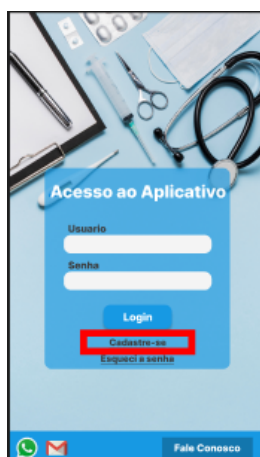 Acesso ao Aplicativo
Usuario
Senha
Login
Cadastre-se
Esqueci a senha
Fale Conosco